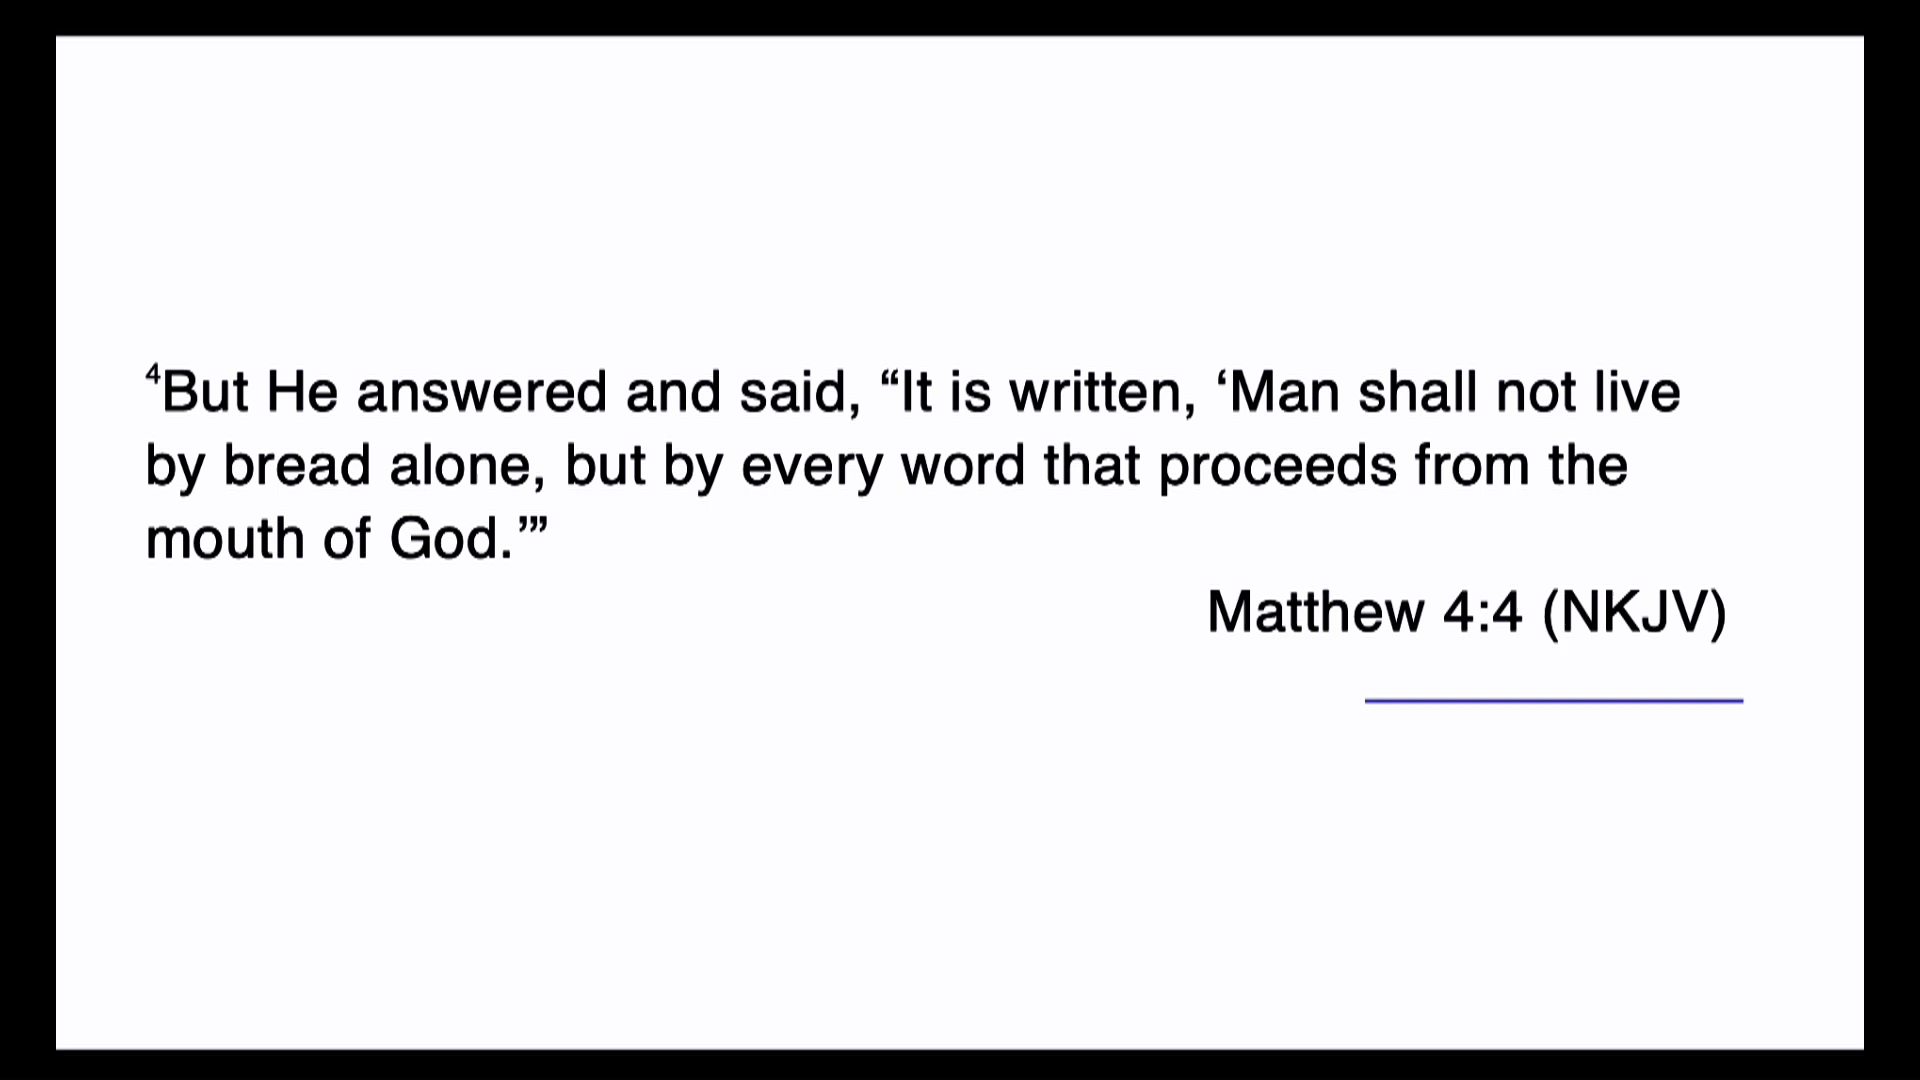 ⁴But He answered and said, “It is written, ‘Man shall not live
by bread alone, but by every word that proceeds from the
mouth of God.’”
Matthew 4:4 (NKJV)